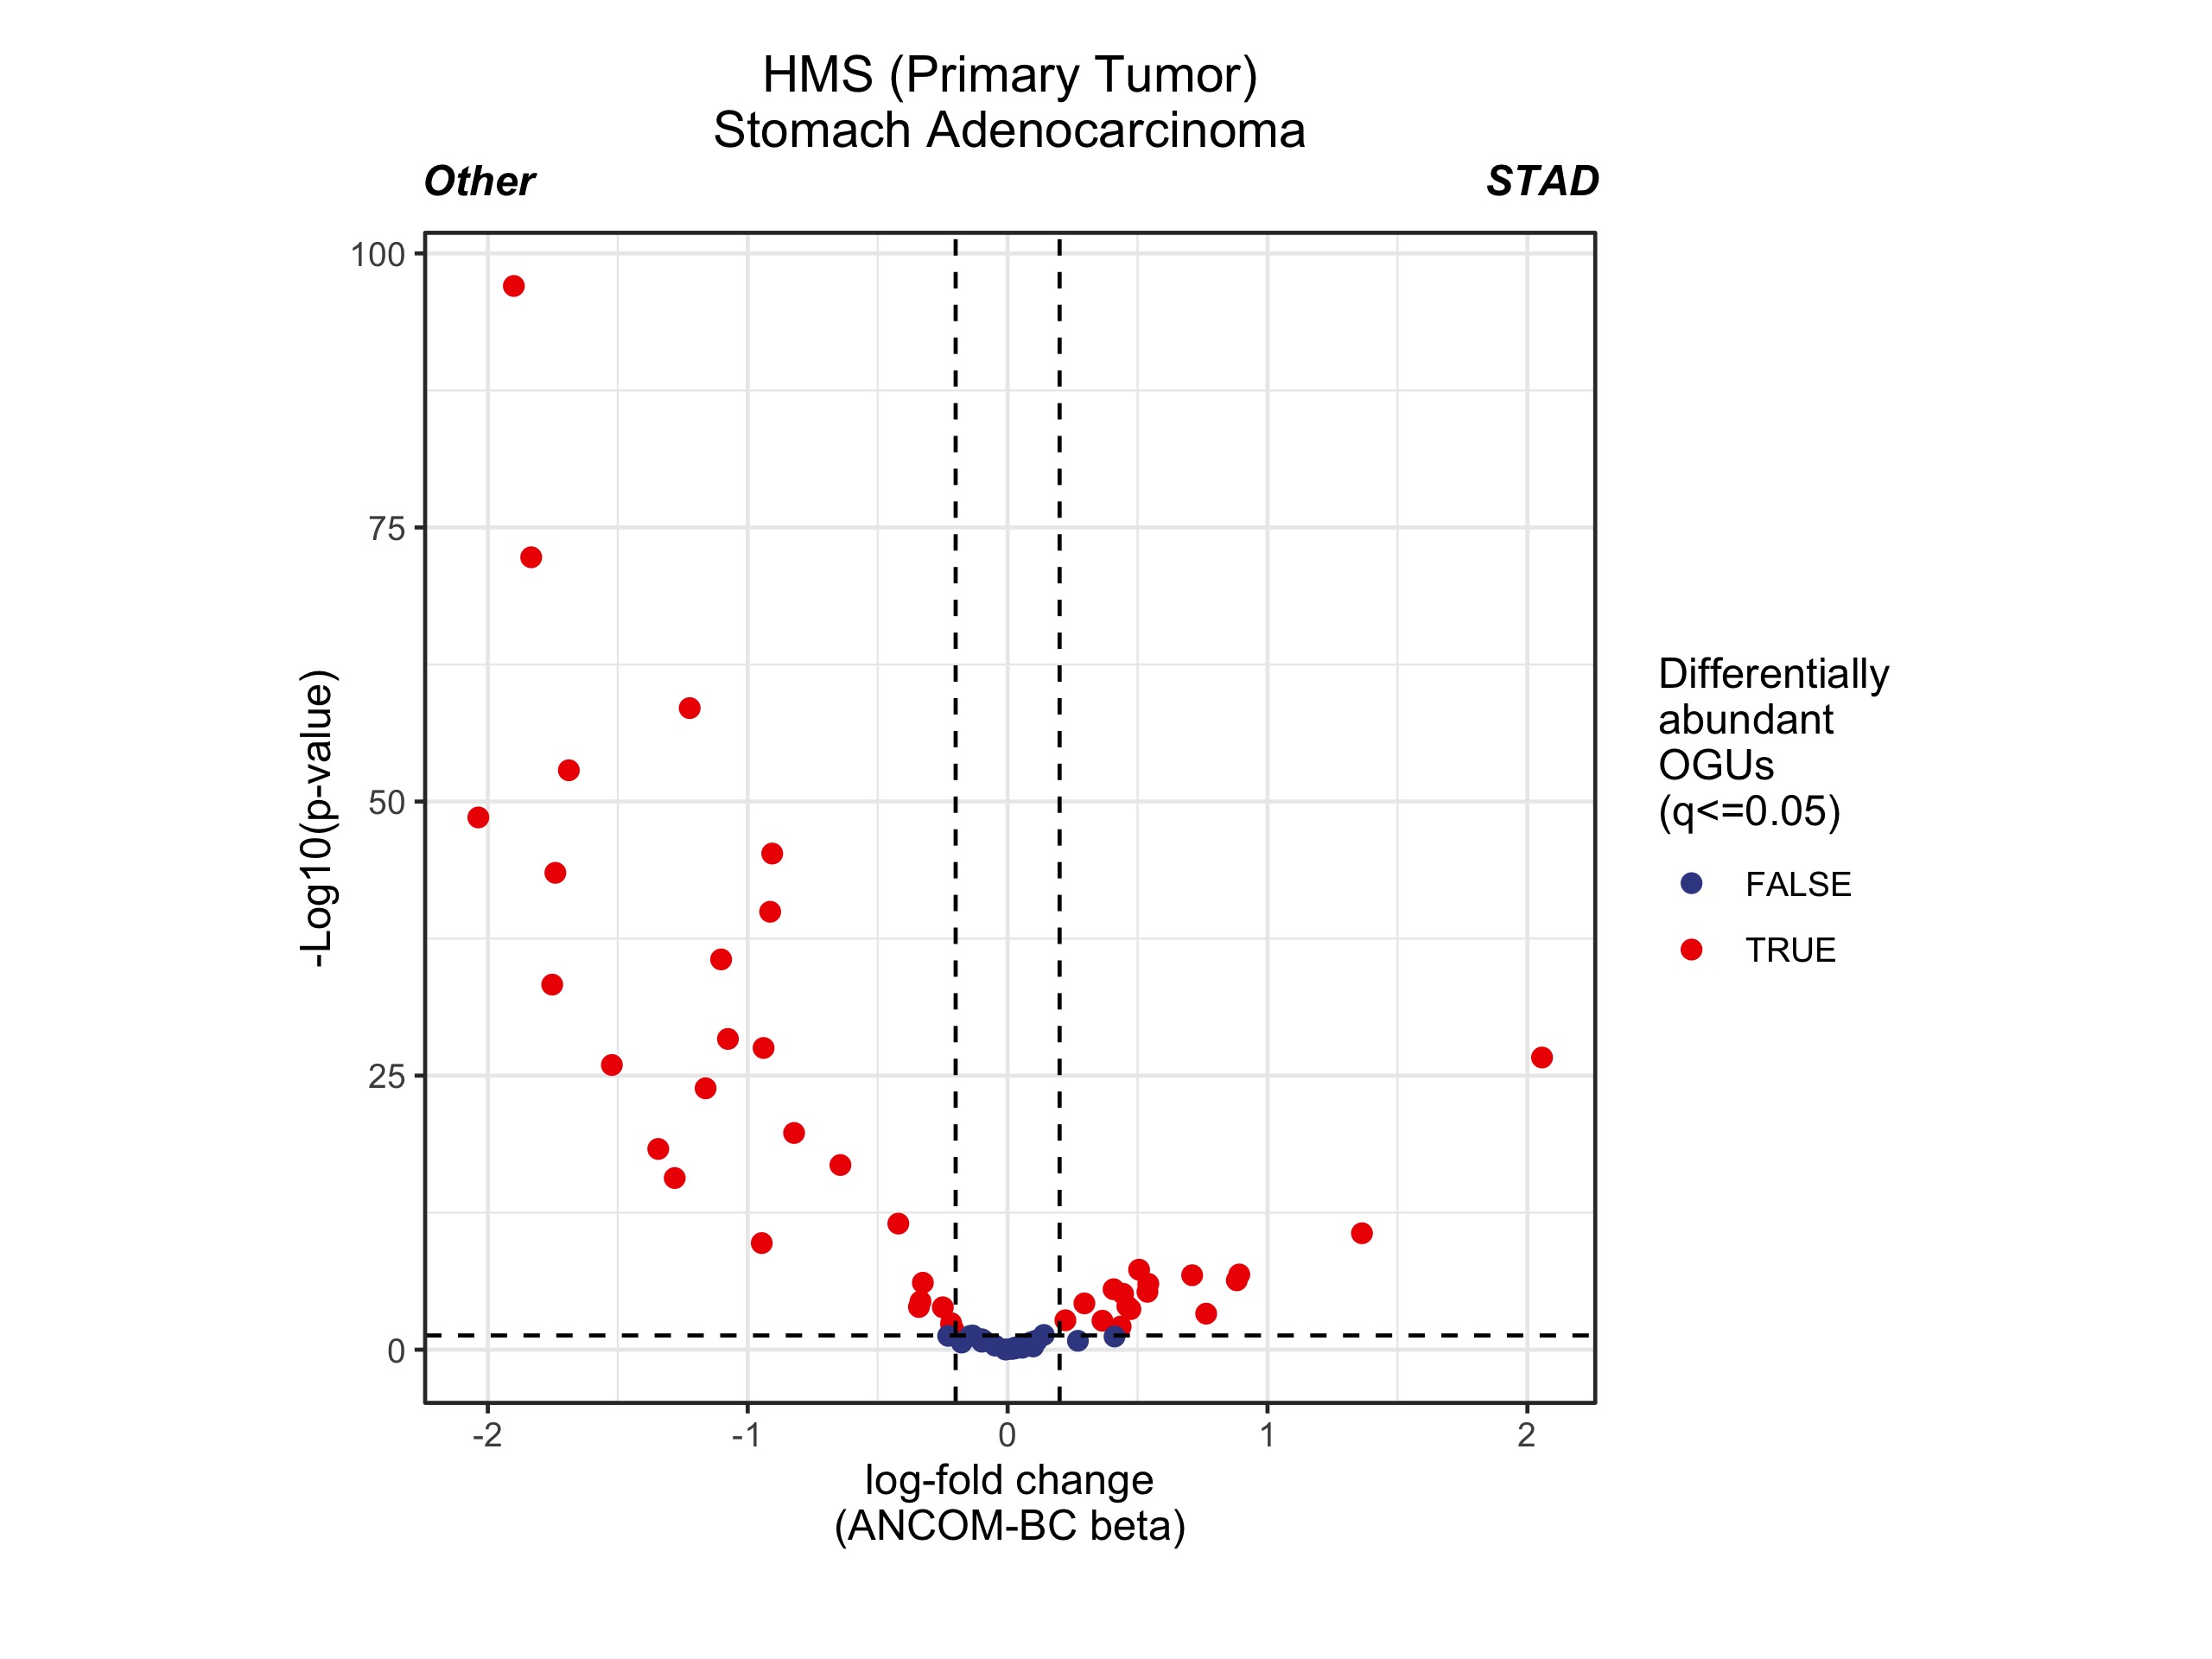 HMS (Primary Tumor)
Stomach Adenocarcinoma
Other
STAD
100
75
50
25
0
-Log10(p-value)
-2
-1
0
1
2
log-fold change
(ANCOM-BC beta)
Differentially
abundant
OGUs
(q<=0.05)
FALSE
TRUE